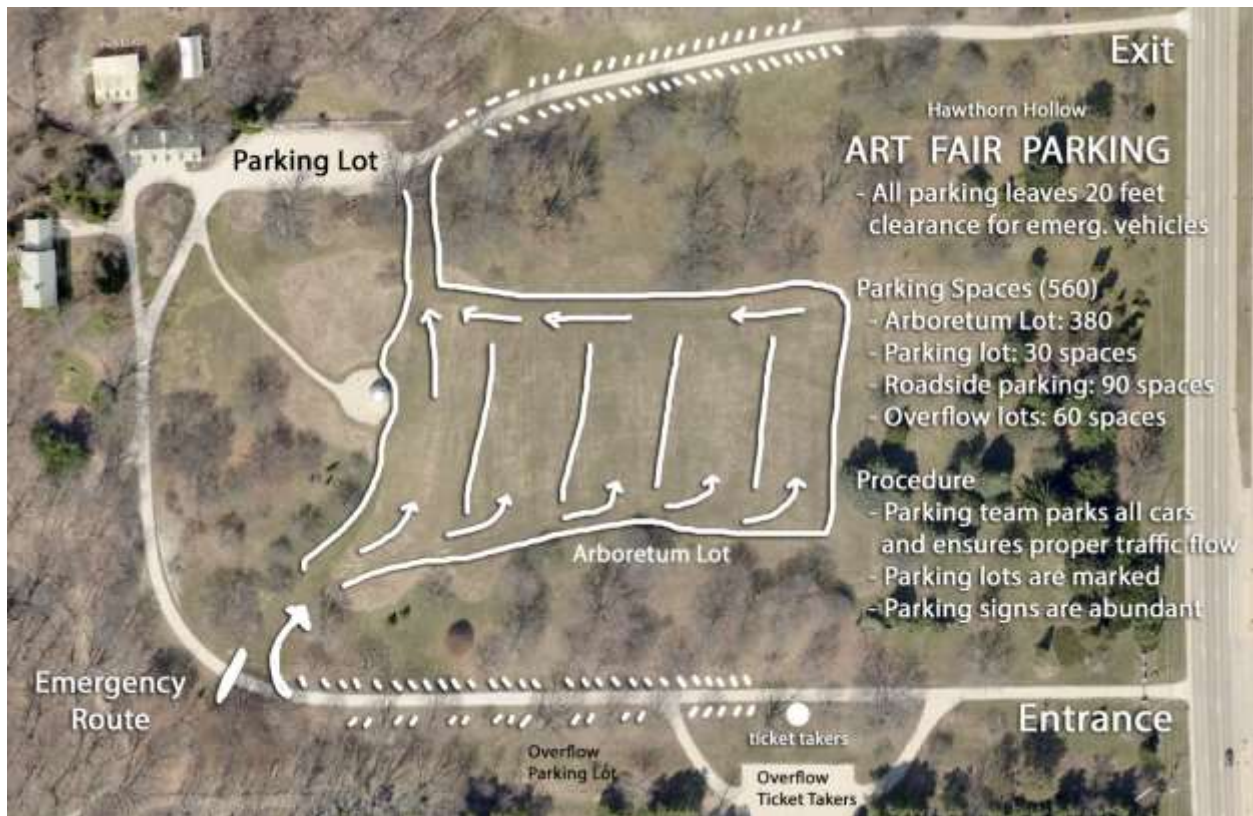 Exit
Hawthorn Hollow
ART FAIR PARKING
- All parking leaves 20 feet
clearance for emerg. vehicles
Parking Lot
Parking Spaces (560)
- Arboretum Lot: 380
- Parking lot: 30 spaces
- Roadside parking: 90 spaces
- Overflow lots: 60 spaces
Procedure
- Parking team parks all cars
and ensures proper traffic flow
- Parking lots are marked
- Parking signs are abundant
Arboretum Lot
Emergency
Route
Entrance
ticket takers
Overflow
Parking Lot
Overflow
Ticket Takers